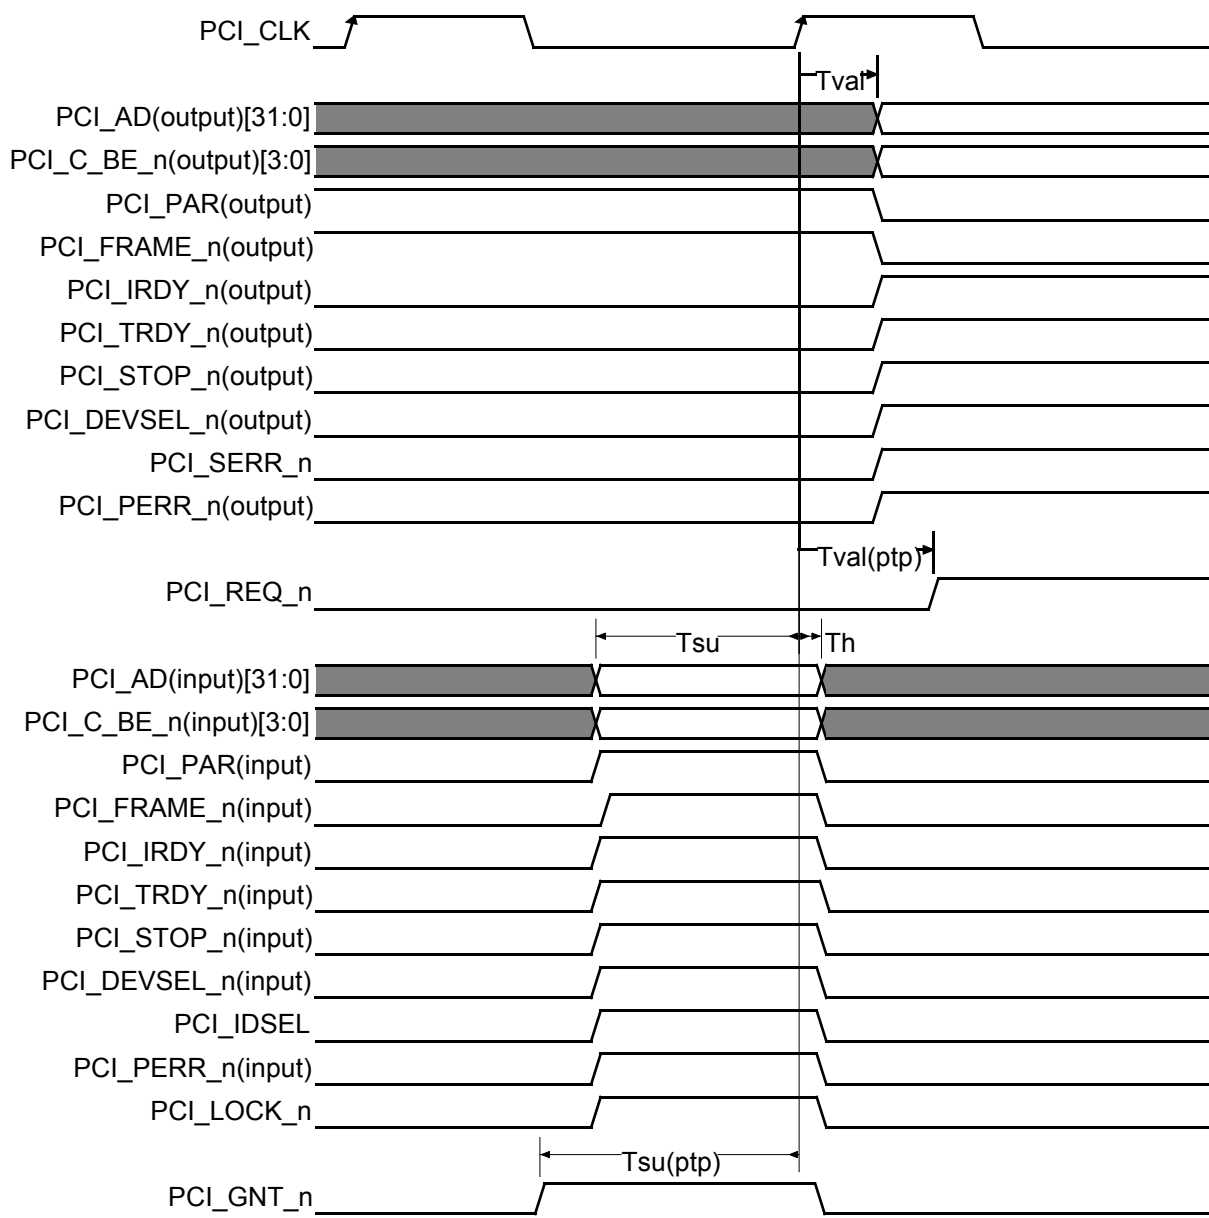 PCI_CLK
Tval
PCI_AD(output)[31:0]
PCI_C_BE_n(output)[3:0]
PCI_PAR(output)
PCI_FRAME_n(output)
PCI_IRDY_n(output)
PCI_TRDY_n(output)
PCI_STOP_n(output)
PCI_DEVSEL_n(output)
PCI_SERR_n
PCI_PERR_n(output)
Tval(ptp)
PCI_REQ_n
Tsu Th
PCI_AD(input)[31:0]
PCI_C_BE_n(input)[3:0]
PCI_PAR(input)
PCI_FRAME_n(input)
PCI_IRDY_n(input)
PCI_TRDY_n(input)
PCI_STOP_n(input)
PCI_DEVSEL_n(input)
PCI_IDSEL
PCI_PERR_n(input)
PCI_LOCK_n
Tsu(ptp)
PCI_GNT_n